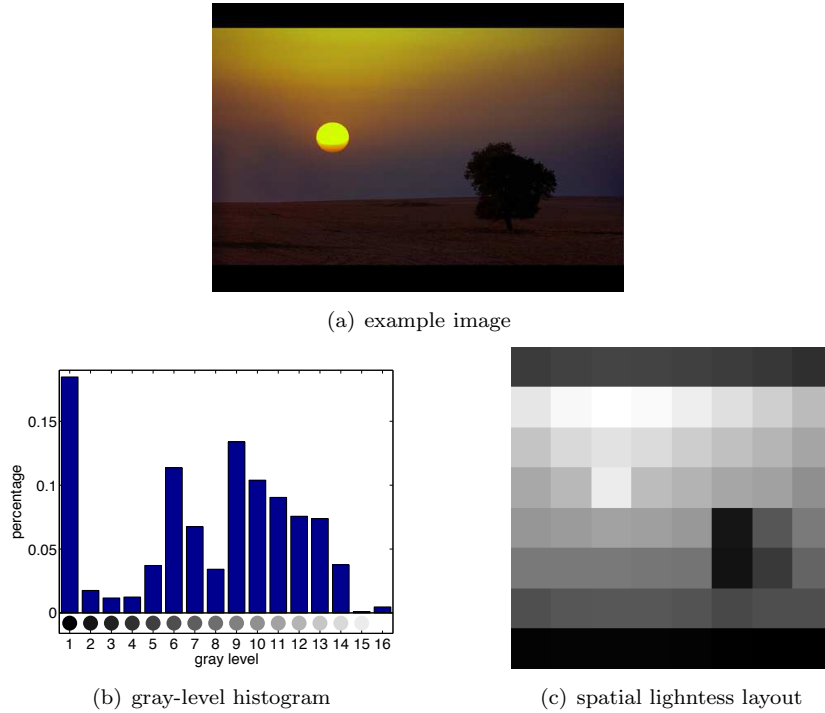 (a) example image
0.15
0.1
0.05
0
percentage
1 2 3 4 5 6 7 8 9 10 11 12 13 14 15 16
gray level
(b) gray-level histogram
(c) spatial lighntess layout